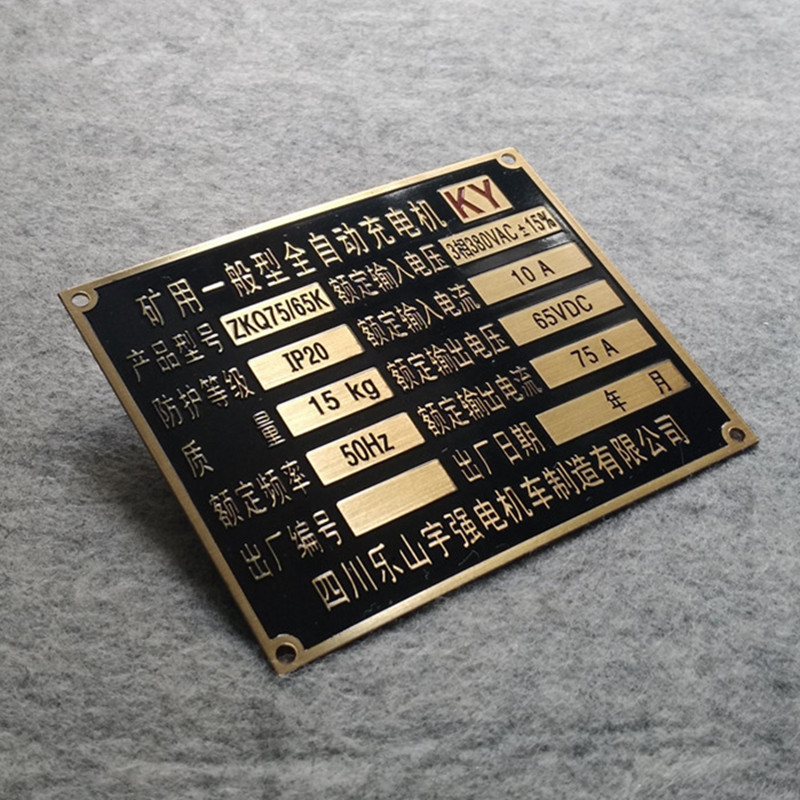 矿用一般型全自动充电机 KY
产品型号 ZKQ75/65K 额定输入电压 3相380VAC±15%
防护等级 IP20 额定输入电流 10 A
质 量 15 kg 额定输出电压 65VDC
额定频率 50Hz 额定输出电流 75 A
出厂编号 出厂日期 年 月
四川乐山宇强电机车制造有限公司